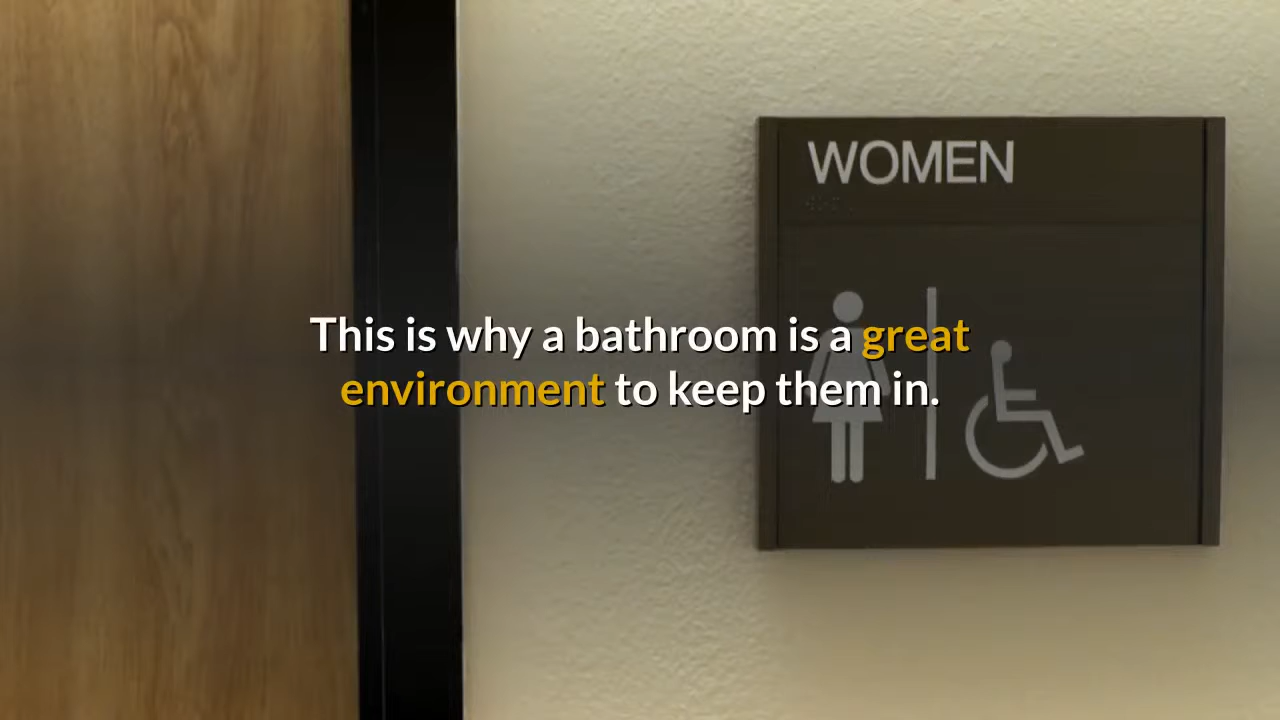 WOMEN
This is why a bathroom is a great
environment to keep them in.